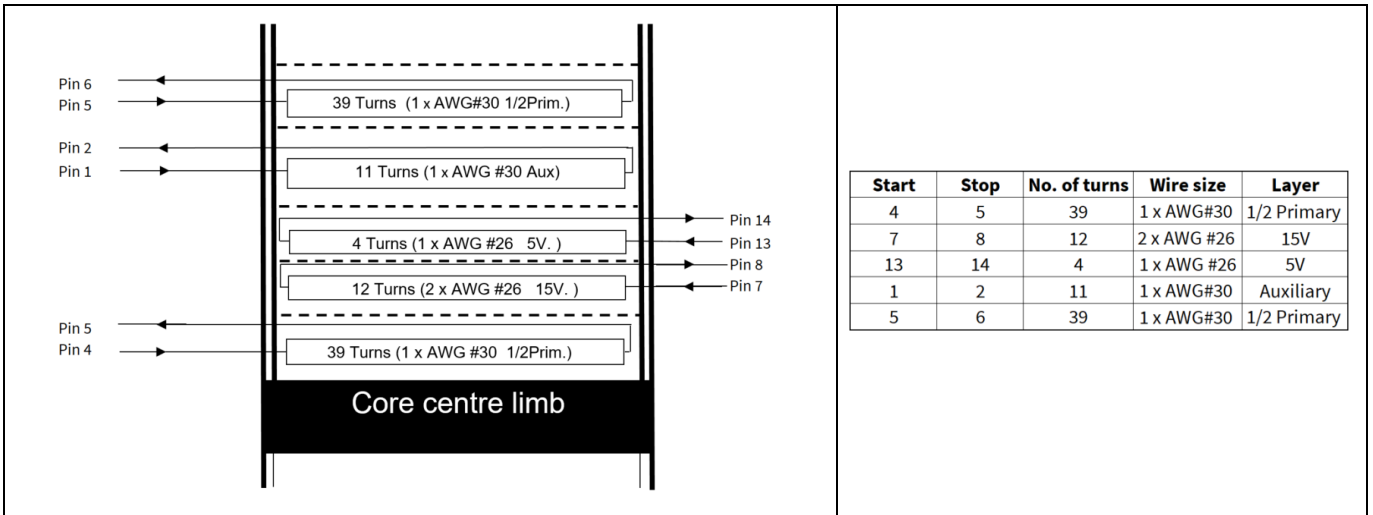 Pin 6
Pin 5
39 Turns (1 x AWG#30 1/2Prim.)
Pin 2
Pin 1
11 Turns (1 x AWG #30 Aux)
Pin 14
4 Turns (1 x AWG #26 5V. )
Pin 13
Pin 8
12 Turns (2 x AWG #26 15V. )
Pin 7
Pin 5
Pin 4
39 Turns (1 x AWG #30 1/2Prim.)
Core centre limb
Start Stop No. of turns Wire size Layer
4 5 39 1 x AWG#30 1/2 Primary
7 8 12 2 x AWG #26 15V
13 14 4 1 x AWG #26 5V
1 2 11 1 x AWG#30 Auxiliary
5 6 39 1 x AWG#30 1/2 Primary